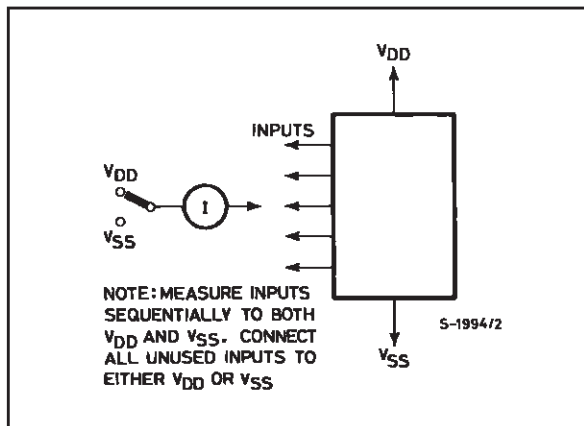 VDD
INPUTS
VDD
I
VSS
NOTE: MEASURE INPUTS
SEQUENTIALLY TO BOTH
VDD AND VSS. CONNECT
ALL UNUSED INPUTS TO
EITHER VDD OR VSS
S-1994/2
VSS